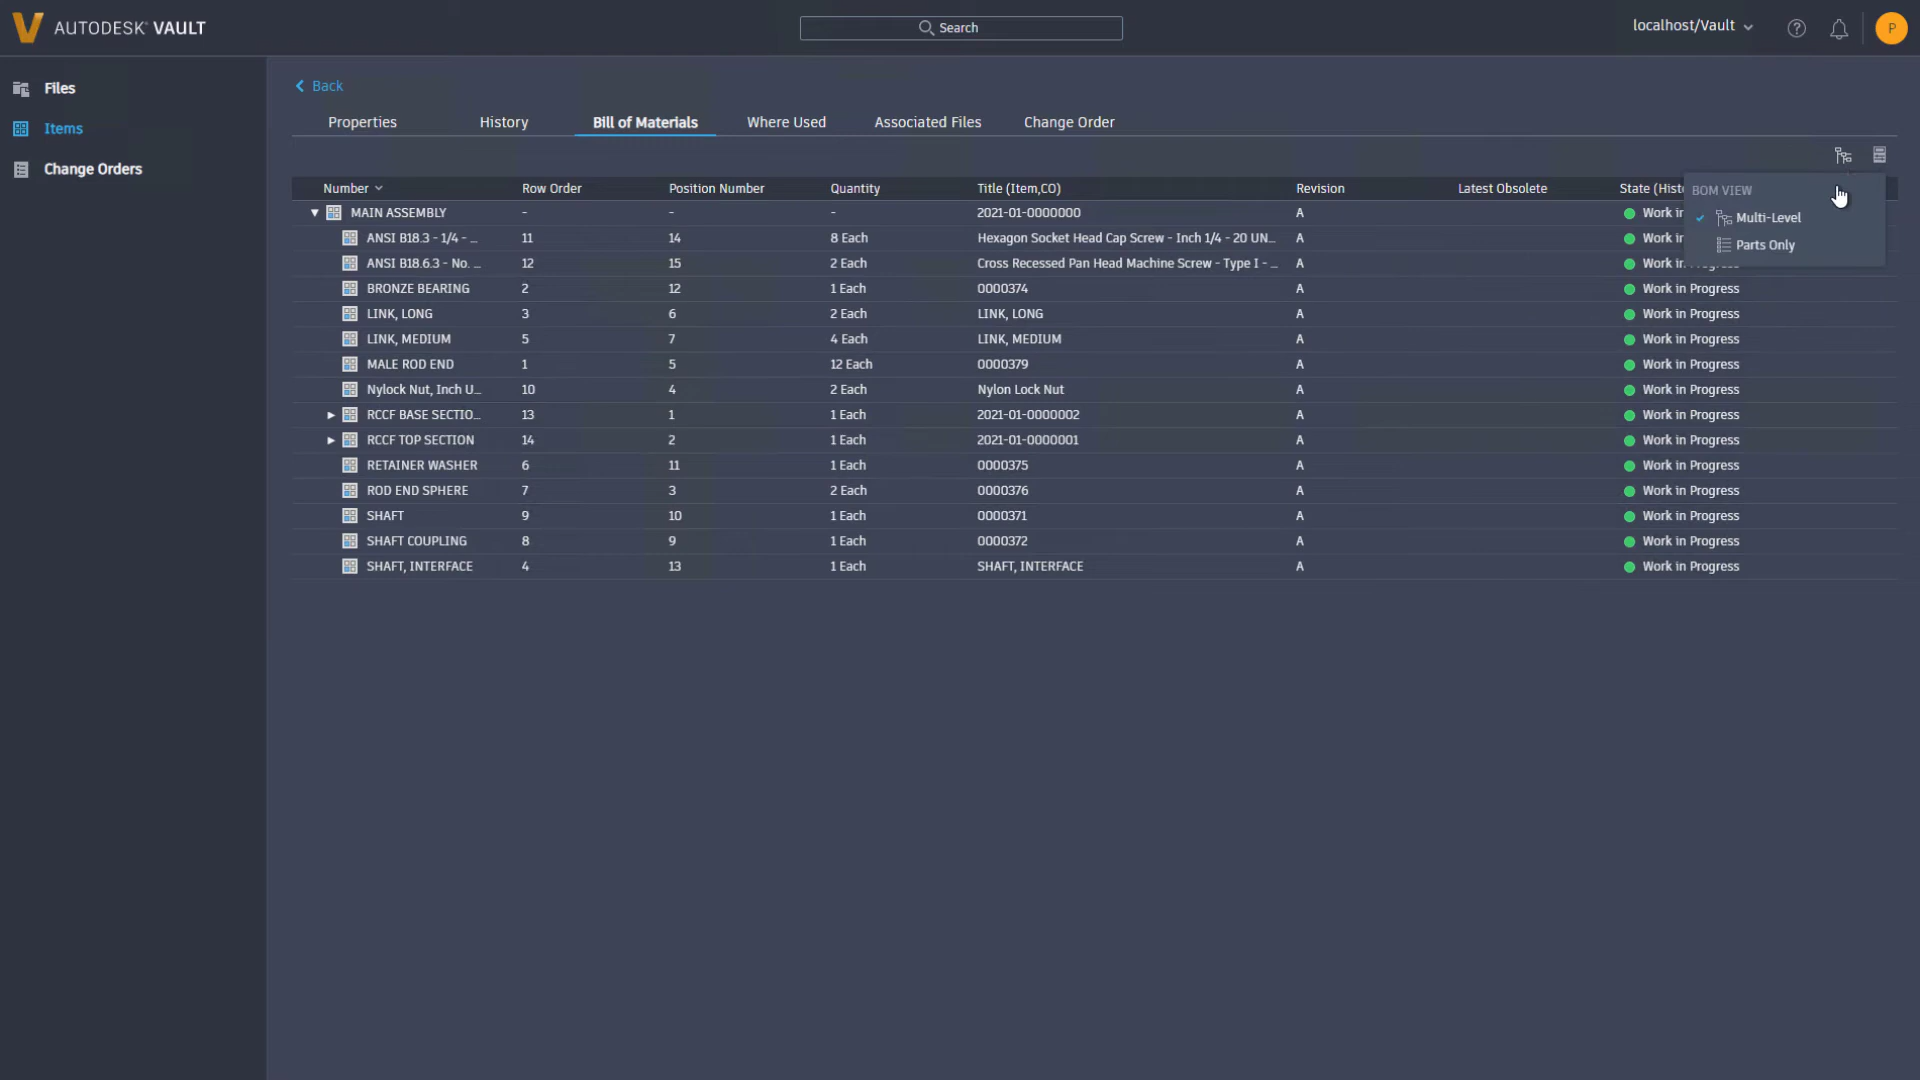 AUTODESK® VAULT
Search
localhost/Vault
P
Files
Items
Change Orders
Back
Properties History Bill of Materials Where Used Associated Files Change Order
Number Row Order Position Number Quantity Title (Item,CO) Revision Latest Obsolete State (Hist
BOM VIEW
Multi-Level
Parts Only
MAIN ASSEMBLY - - - 2021-01-0000000 A Work in
ANSI B18.3 - 1/4 - ... 11 14 8 Each Hexagon Socket Head Cap Screw - Inch 1/4 - 20 UN... A Work in
ANSI B18.6.3 - No. ... 12 15 2 Each Cross Recessed Pan Head Machine Screw - Type I - ... A Work in Progress
BRONZE BEARING 2 12 1 Each 0000374 A Work in Progress
LINK, LONG 3 6 2 Each LINK, LONG A Work in Progress
LINK, MEDIUM 5 7 4 Each LINK, MEDIUM A Work in Progress
MALE ROD END 1 5 12 Each 0000379 A Work in Progress
Nylock Nut, Inch U... 10 4 2 Each Nylon Lock Nut A Work in Progress
RCCF BASE SECTIO... 13 1 1 Each 2021-01-0000002 A Work in Progress
RCCF TOP SECTION 14 2 1 Each 2021-01-0000001 A Work in Progress
RETAINER WASHER 6 11 1 Each 0000375 A Work in Progress
ROD END SPHERE 7 3 2 Each 0000376 A Work in Progress
SHAFT 9 10 1 Each 0000371 A Work in Progress
SHAFT COUPLING 8 9 1 Each 0000372 A Work in Progress
SHAFT, INTERFACE 4 13 1 Each SHAFT, INTERFACE A Work in Progress